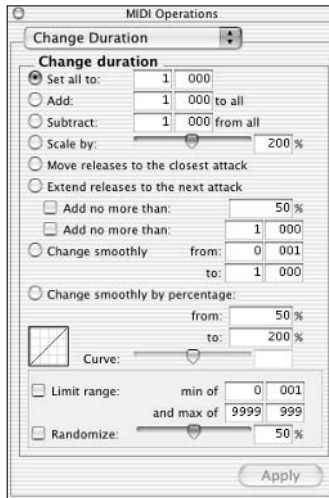 MIDI Operations
Change Duration
Change duration
Set all to: 1 000
Add: 1 000 to all
Subtract: 1 000 from all
Scale by: 200 %
Move releases to the closest attack
Extend releases to the next attack
Add no more than: 50 %
Add no more than: 1 000
Change smoothly from: 0 001
to: 1 000
Change smoothly by percentage:
from: 50 %
to: 200 %
Curve:
Limit range: min of 0 001
and max of 9999 999
Randomize: 50 %
Apply